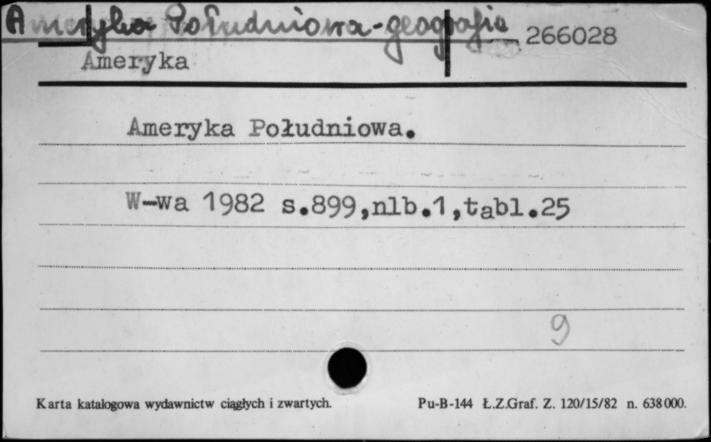 Ameryka Południowa-geografia 266028
Ameryka
Ameryka Południowa.
W-wa 1982 s.899,nlb.1,tabl.25
9
Karta katalogowa wydawnictw ciągłych i zwartych. Pu-B-144 Ł.Z.Graf. Z. 120/15/82 n. 638000.